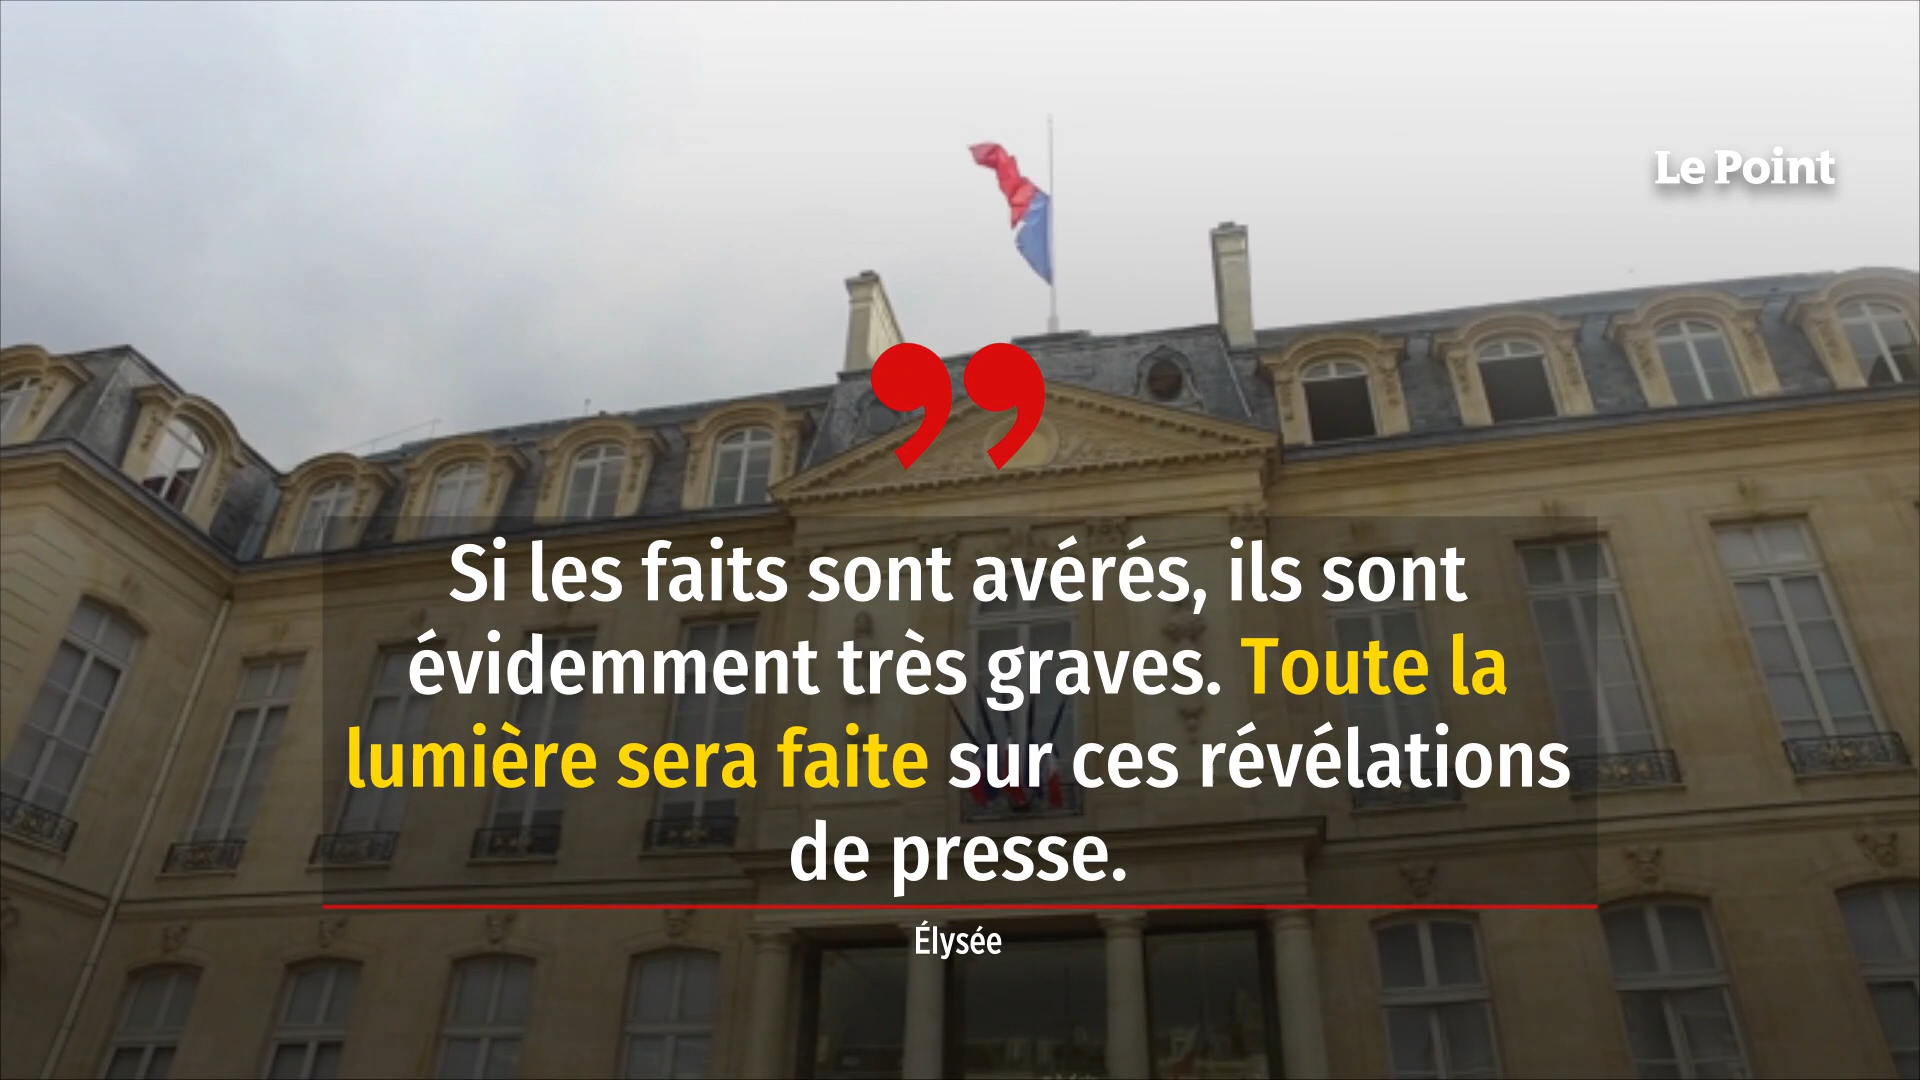 Le Point
Si les faits sont avérés, ils sont
évidemment très graves. Toute la
lumière sera faite sur ces révélations
de presse.
Élysée